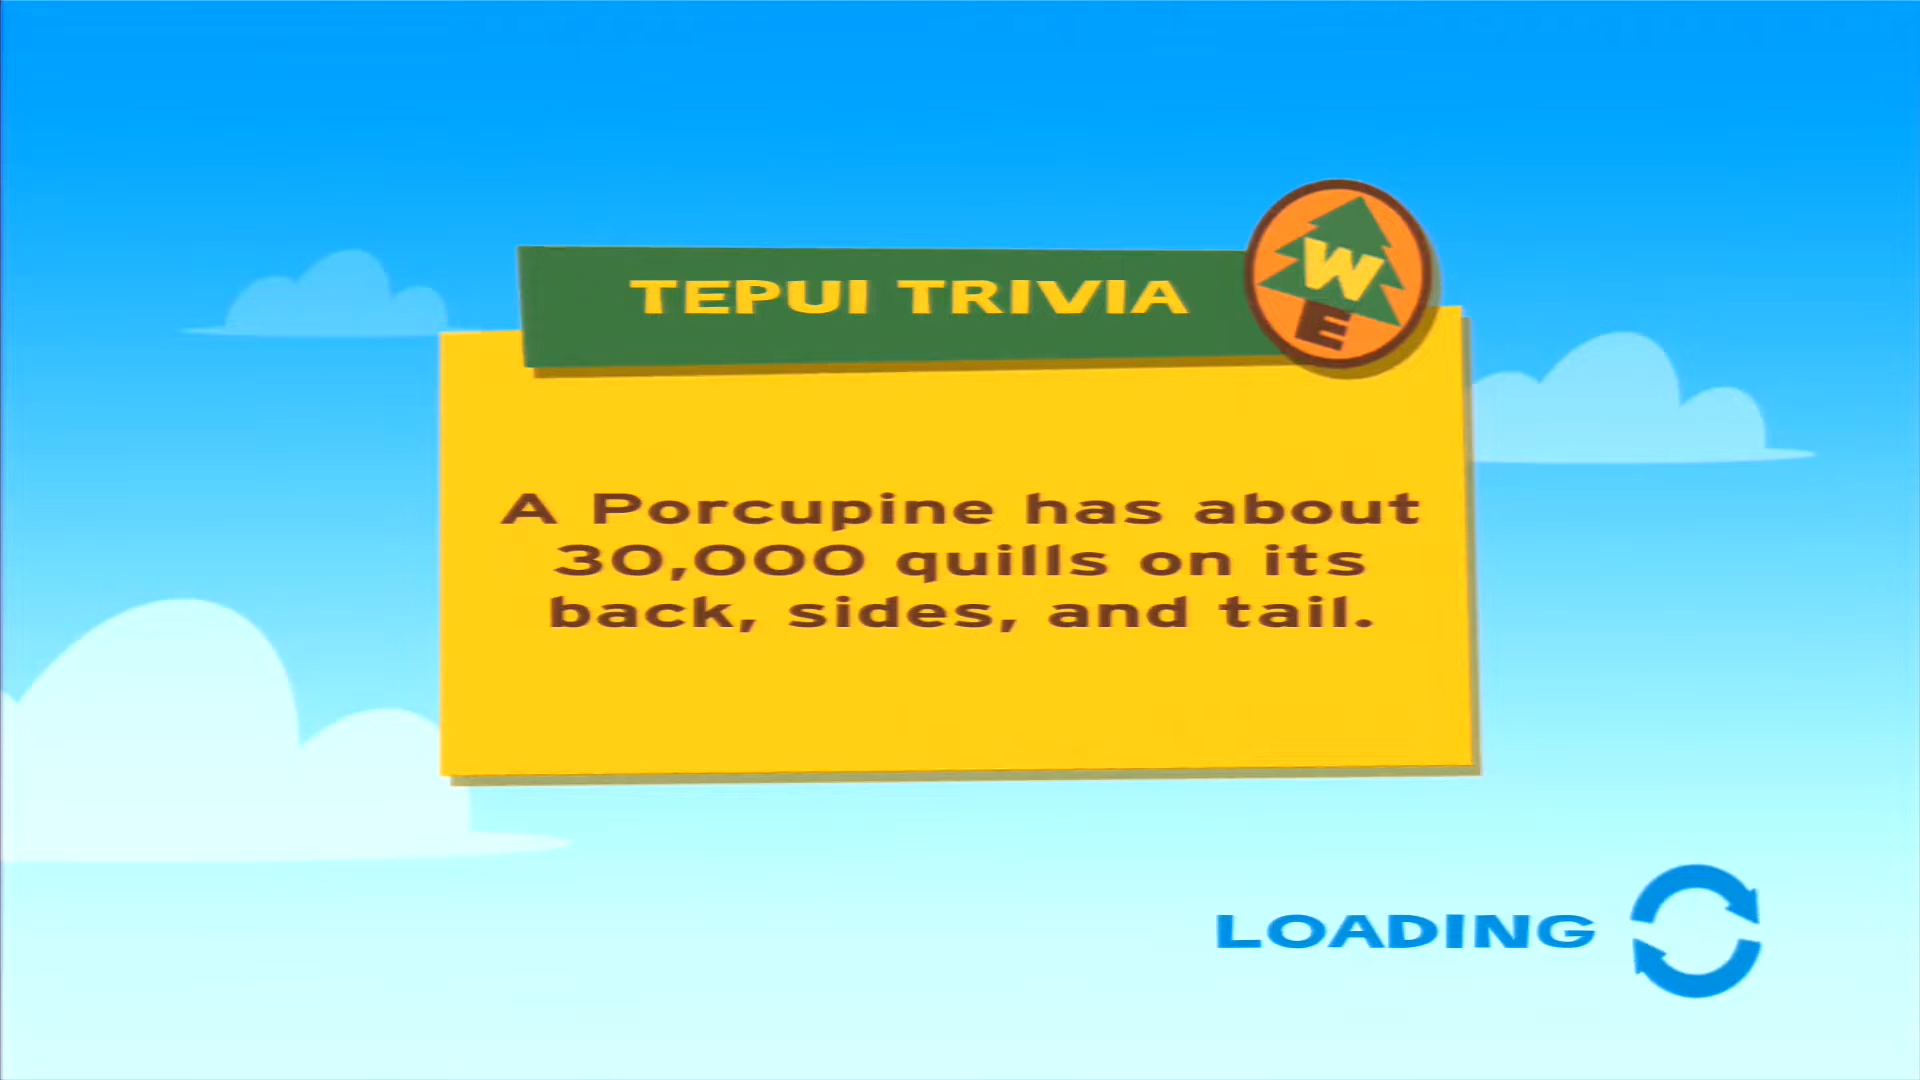 TEPUI TRIVIA
W
E
A Porcupine has about
30,000 quills on its
back, sides, and tail.
LOADING